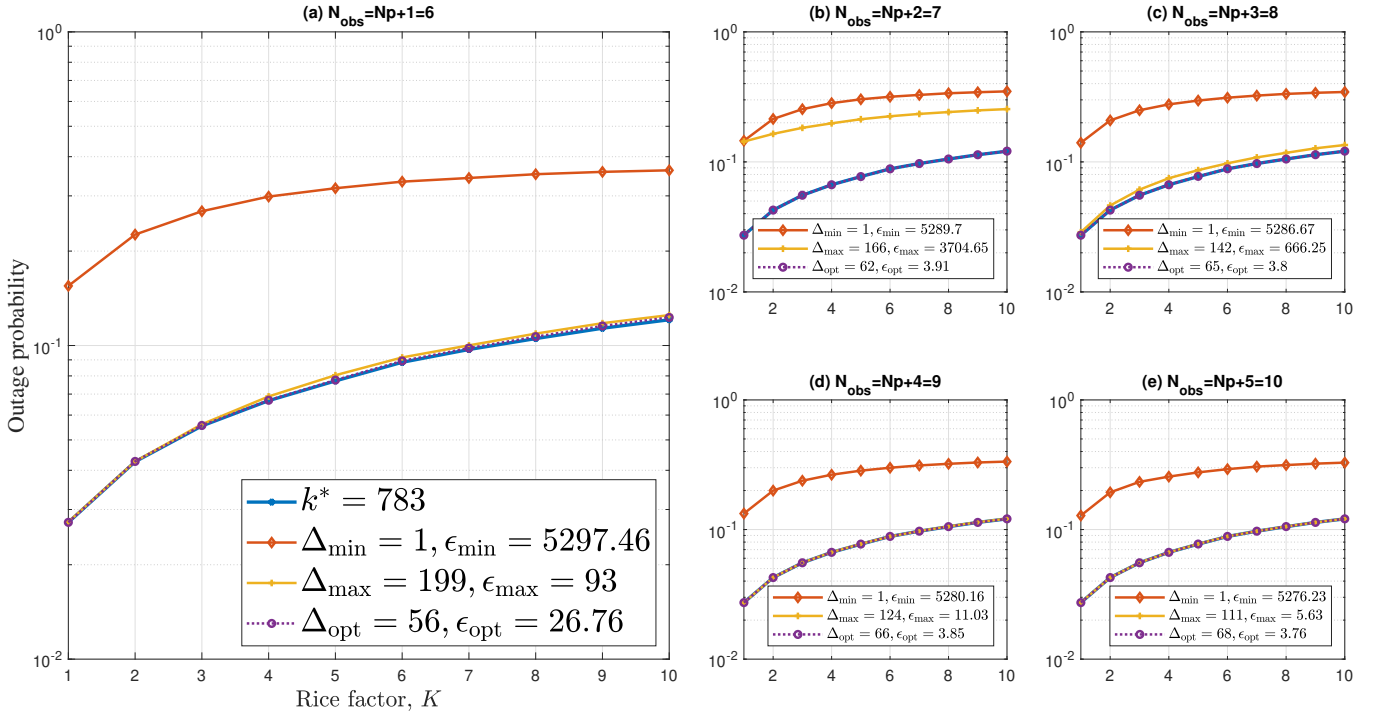 (a) N_obs=Np+1=6
10^0
10^-1
10^-2
Outage probability
1 2 3 4 5 6 7 8 9 10
Rice factor, K
k* = 783
Δ_min = 1, ϵ_min = 5297.46
Δ_max = 199, ϵ_max = 93
Δ_opt = 56, ϵ_opt = 26.76
(b) N_obs=Np+2=7
10^0
10^-1
10^-2
2 4 6 8 10
Δ_min = 1, ϵ_min = 5289.7
Δ_max = 166, ϵ_max = 3704.65
Δ_opt = 62, ϵ_opt = 3.91
(c) N_obs=Np+3=8
10^0
10^-1
10^-2
2 4 6 8 10
Δ_min = 1, ϵ_min = 5286.67
Δ_max = 142, ϵ_max = 666.25
Δ_opt = 65, ϵ_opt = 3.8
(d) N_obs=Np+4=9
10^0
10^-1
10^-2
2 4 6 8 10
Δ_min = 1, ϵ_min = 5280.16
Δ_max = 124, ϵ_max = 11.03
Δ_opt = 66, ϵ_opt = 3.85
(e) N_obs=Np+5=10
10^0
10^-1
10^-2
2 4 6 8 10
Δ_min = 1, ϵ_min = 5276.23
Δ_max = 111, ϵ_max = 5.63
Δ_opt = 68, ϵ_opt = 3.76